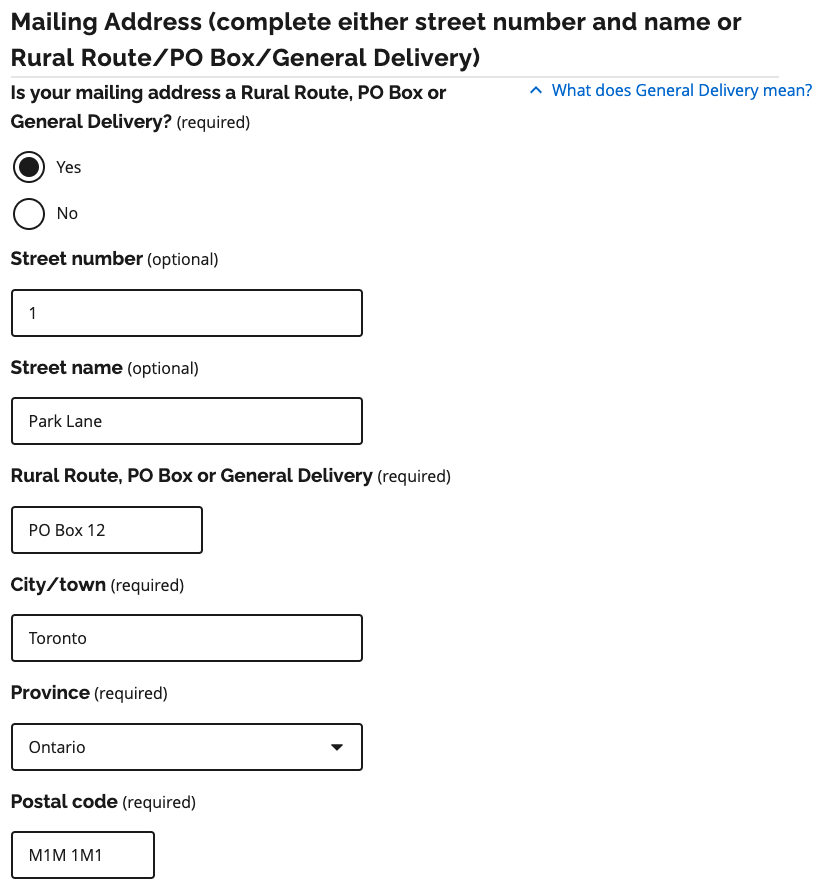 Mailing Address (complete either street number and name or
Rural Route/PO Box/General Delivery)
Is your mailing address a Rural Route, PO Box or
General Delivery? (required)
What does General Delivery mean?
Yes
No
Street number (optional)
1
Street name (optional)
Park Lane
Rural Route, PO Box or General Delivery (required)
PO Box 12
City/town (required)
Toronto
Province (required)
Ontario
Postal code (required)
M1M 1M1